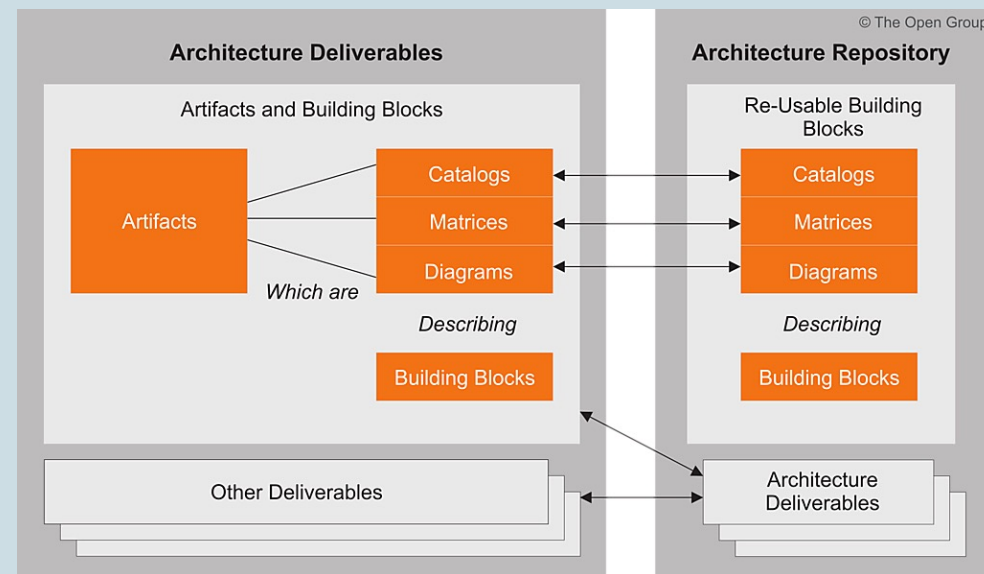 © The Open Group
Architecture Deliverables
Architecture Repository
Artifacts and Building Blocks
Re-Usable Building
Blocks
Artifacts
Catalogs
Matrices
Diagrams
Which are
Describing
Building Blocks
Catalogs
Matrices
Diagrams
Describing
Building Blocks
Other Deliverables
Architecture
Deliverables